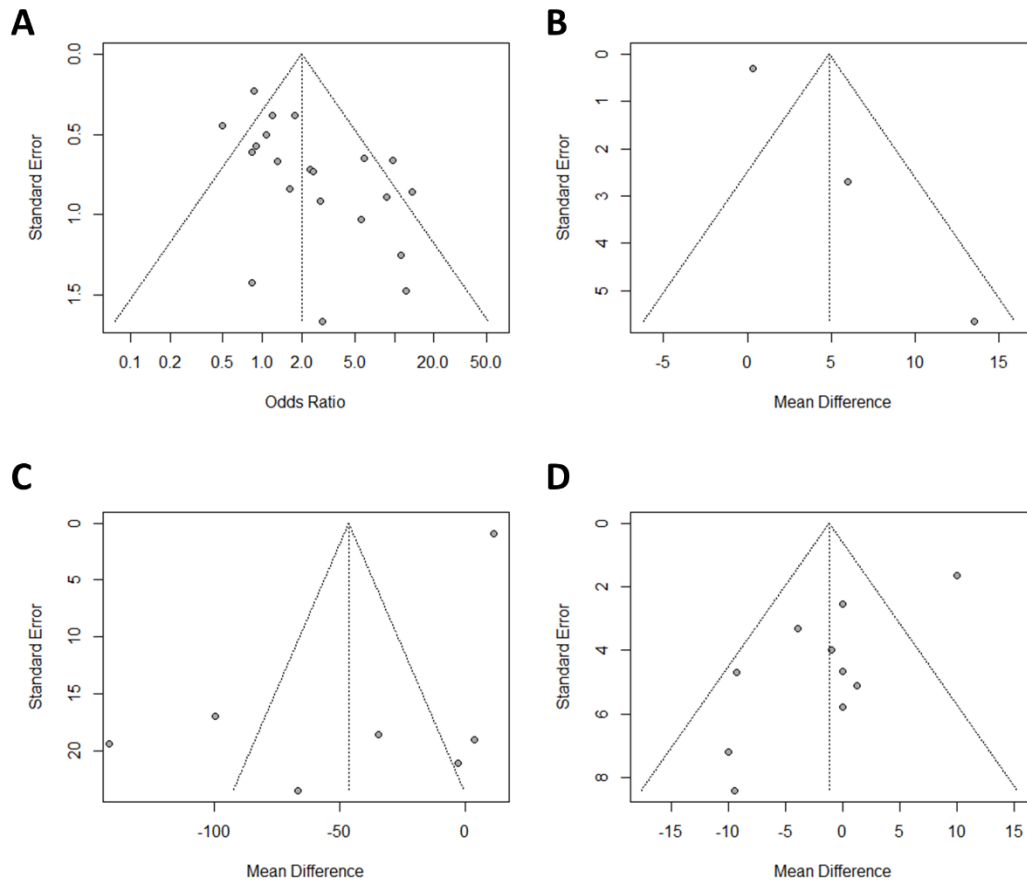 A
0.0
0.5
1.0
1.5
Standard Error
0.1 0.2 0.5 1.0 2.0 5.0 20.0 50.0
Odds Ratio
B
0
1
2
3
4
5
Standard Error
-5 0 5 10 15
Mean Difference
C
0
5
10
15
20
Standard Error
-100 -50 0
Mean Difference
D
0
2
4
6
8
Standard Error
-15 -10 -5 0 5 10 15
Mean Difference